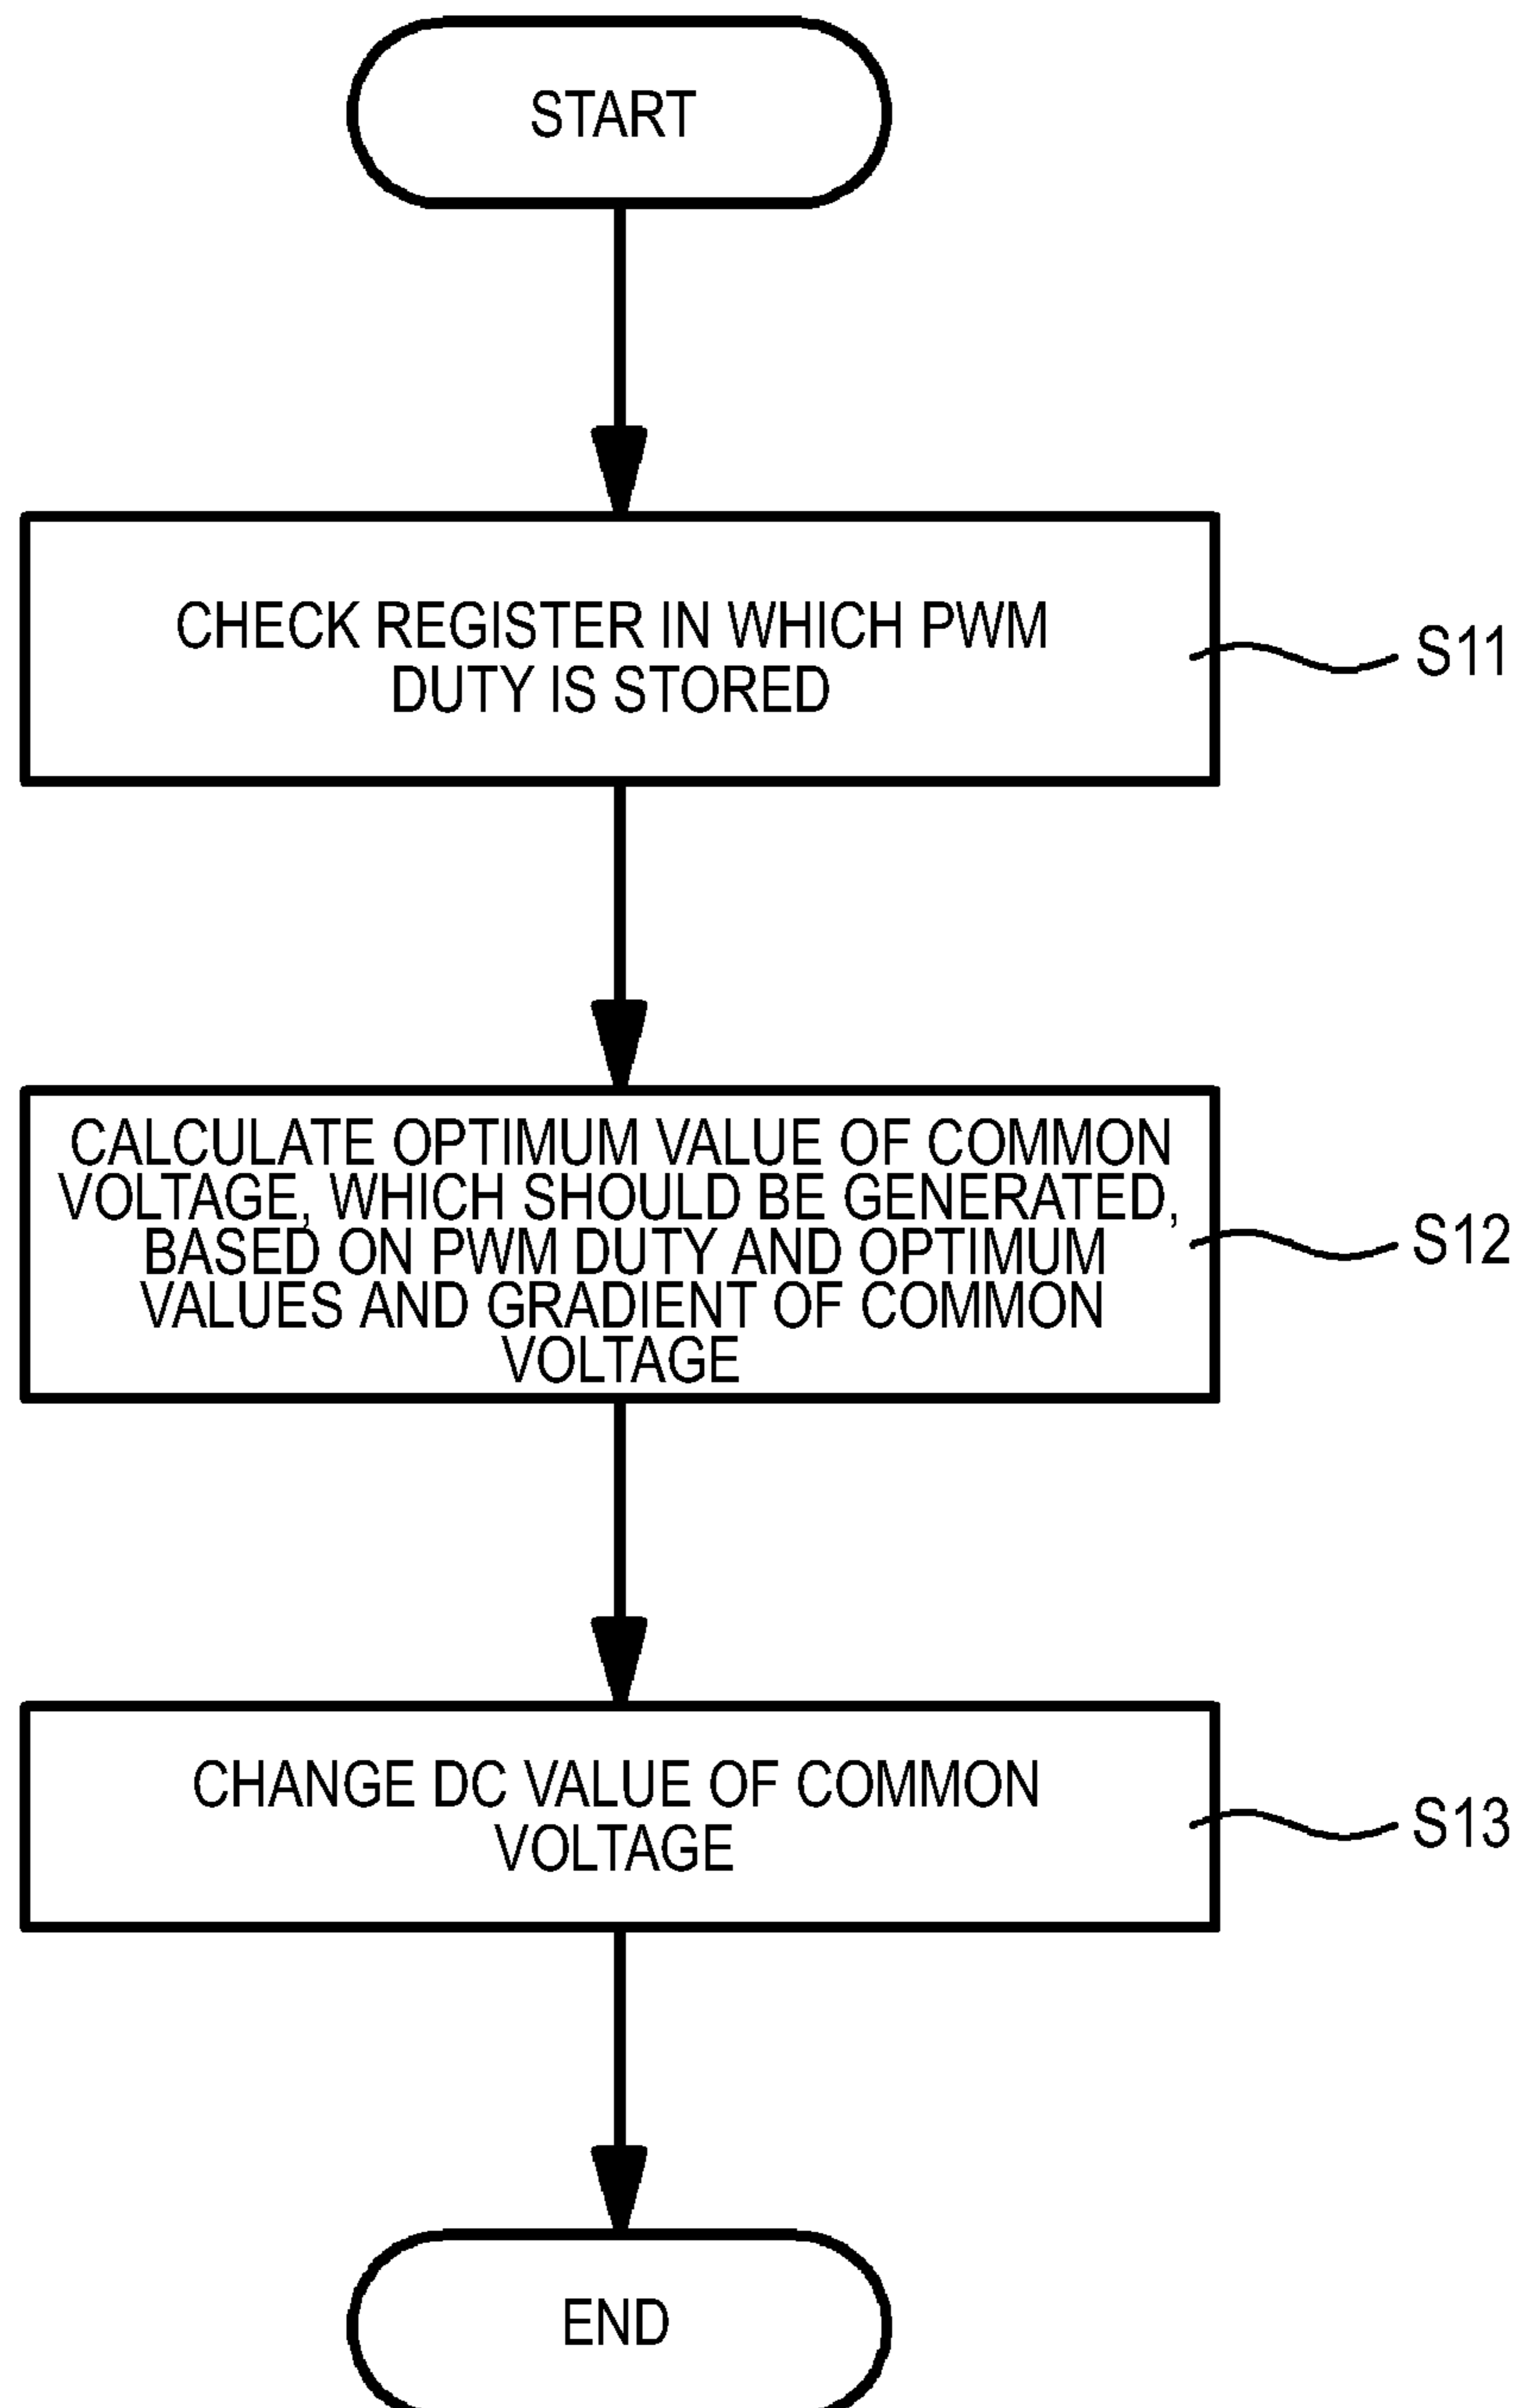 START
CHECK REGISTER IN WHICH PWM
DUTY IS STORED
S11
CALCULATE OPTIMUM VALUE OF COMMON
VOLTAGE, WHICH SHOULD BE GENERATED,
BASED ON PWM DUTY AND OPTIMUM
VALUES AND GRADIENT OF COMMON
VOLTAGE
S12
CHANGE DC VALUE OF COMMON
VOLTAGE
S13
END